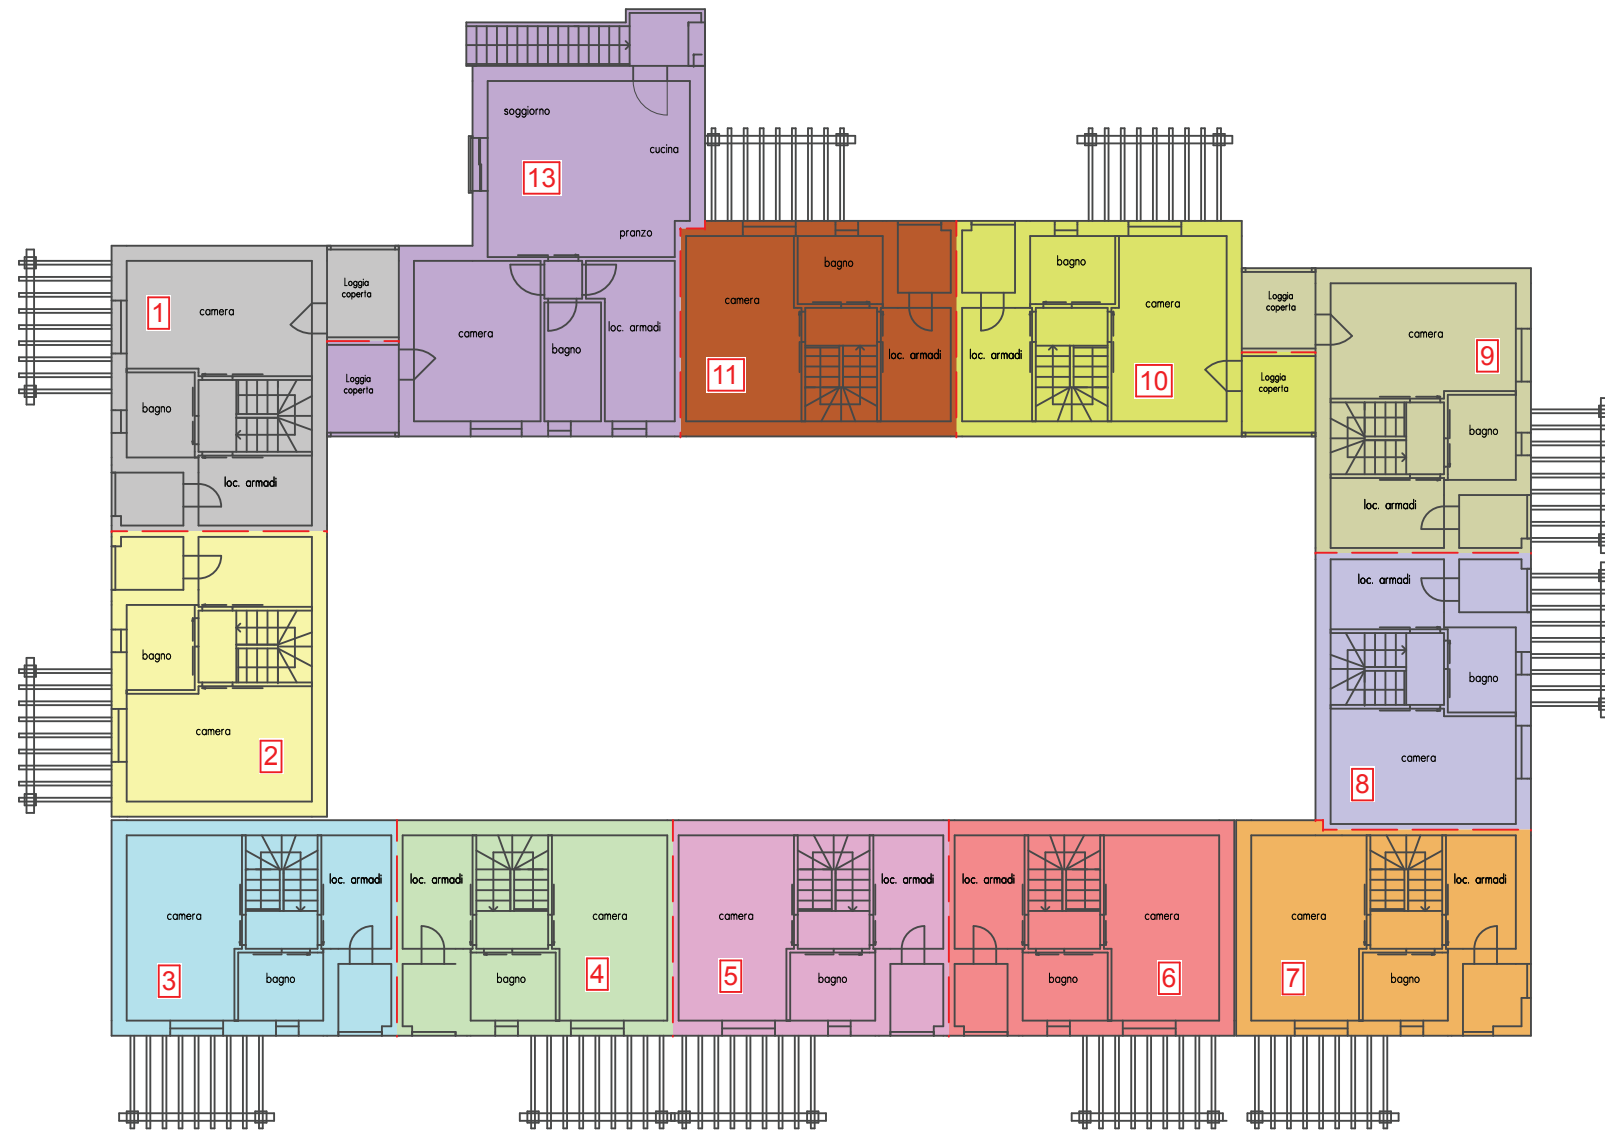 soggiorno
cucina
13
pranzo
bagno
camera
11
loc. armadi
bagno
camera
loc. armadi
10
Loggia
coperta
1
camera
bagno
loc. armadi
Loggia
coperta
camera
bagno
loc. armadi
Loggia
coperta
Loggia
coperta
camera
9
bagno
loc. armadi
bagno
camera
2
loc. armadi
bagno
camera
8
camera
loc. armadi
3
bagno
loc. armadi
camera
bagno
4
camera
loc. armadi
5
bagno
loc. armadi
camera
bagno
6
camera
loc. armadi
7
bagno